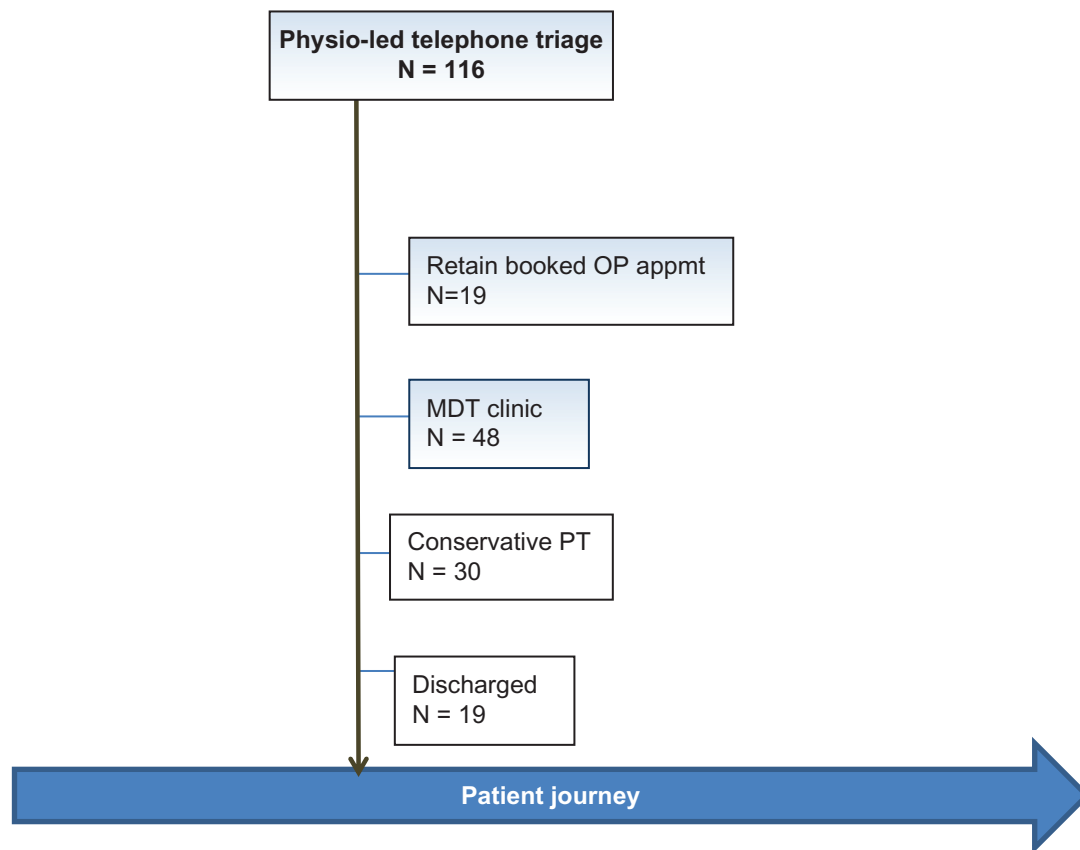 Physio-led telephone triage
N = 116
Retain booked OP appmt
N=19
MDT clinic
N = 48
Conservative PT
N = 30
Discharged
N = 19
Patient journey